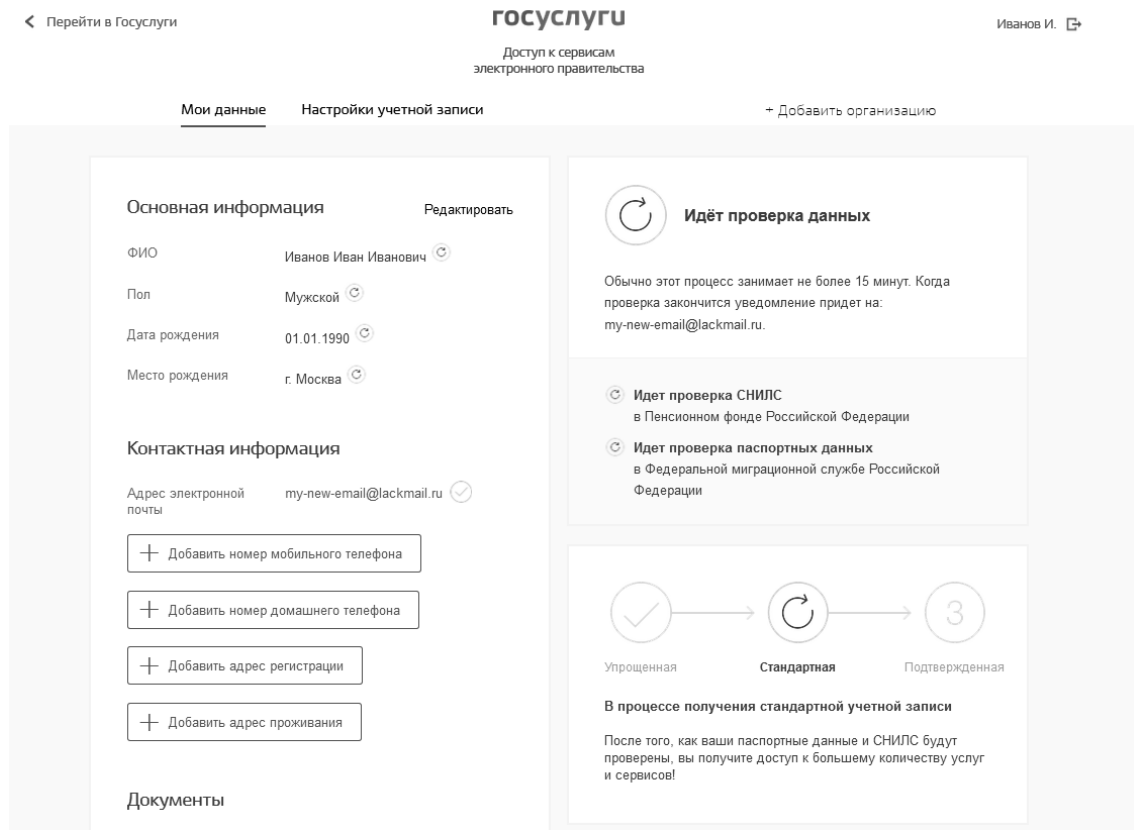 Перейти в Госуслуги
госуслуги
Иванов И.
Доступ к сервисам
электронного правительства
Мои данные
Настройки учетной записи
+ Добавить организацию
Основная информация
Редактировать
ФИО
Иванов Иван Иванович
Пол
Мужской
Дата рождения
01.01.1990
Место рождения
г. Москва
Контактная информация
Адрес электронной
почты
my-new-email@lackmail.ru
Добавить номер мобильного телефона
Добавить номер домашнего телефона
Добавить адрес регистрации
Добавить адрес проживания
Документы
Идёт проверка данных
Обычно этот процесс занимает не более 15 минут. Когда
проверка закончится уведомление придет на:
my-new-email@lackmail.ru.
Идет проверка СНИЛС
в Пенсионном фонде Российской Федерации
Идет проверка паспортных данных
в Федеральной миграционной службе Российской
Федерации
3
Упрощенная
Стандартная
Подтвержденная
В процессе получения стандартной учетной записи
После того, как ваши паспортные данные и СНИЛС будут
проверены, вы получите доступ к большему количеству услуг
и сервисов!